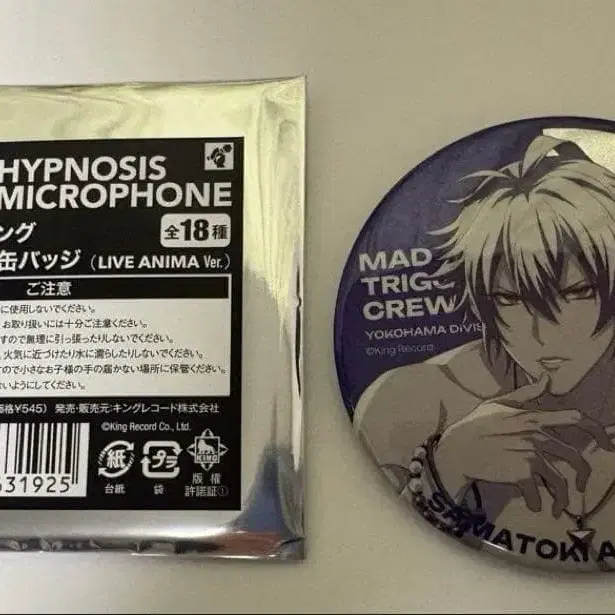 HYPNOSIS
MICROPHONE
ング
全18種
缶バッジ（LIVE ANIMA Ver.）
ご注意
に使用しないでください。
お取り扱いには十分ご注意ください。
すので無理に引っ張ったりしないでください。
、火気に近づけたり水に濡らしたりしないでください。
ので小さなお子様の手の届かない場所に保管ください。
ないようにしてください。
価格¥545）発売・販売元:キングレコード株式会社
©King Record Co., Ltd.
31925
紙
台紙
プラ
袋
KING
版権
許諾証①
MAD
TRIG
CREW
YOKOHAMA DIVIS
©King Record
SAMATOKI A